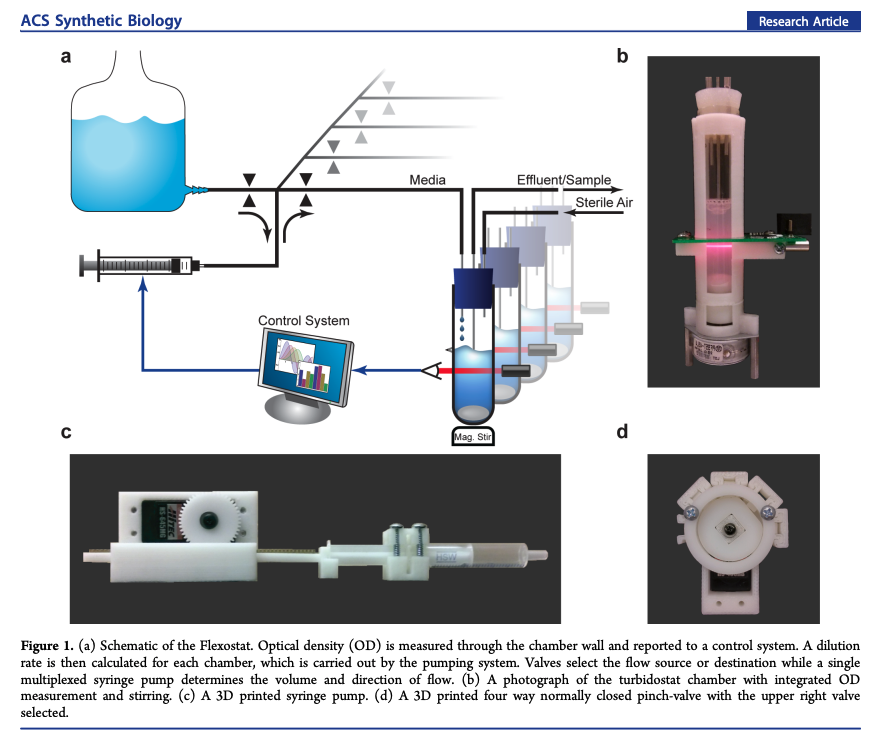 ACS Synthetic Biology
Research Article
a
b
Media
Effluent/Sample
Sterile Air
Control System
Mag. Stir
c
d
Figure 1. (a) Schematic of the Flexostat. Optical density (OD) is measured through the chamber wall and reported to a control system. A dilution
rate is then calculated for each chamber, which is carried out by the pumping system. Valves select the flow source or destination while a single
multiplexed syringe pump determines the volume and direction of flow. (b) A photograph of the turbidostat chamber with integrated OD
measurement and stirring. (c) A 3D printed syringe pump. (d) A 3D printed four way normally closed pinch-valve with the upper right valve
selected.